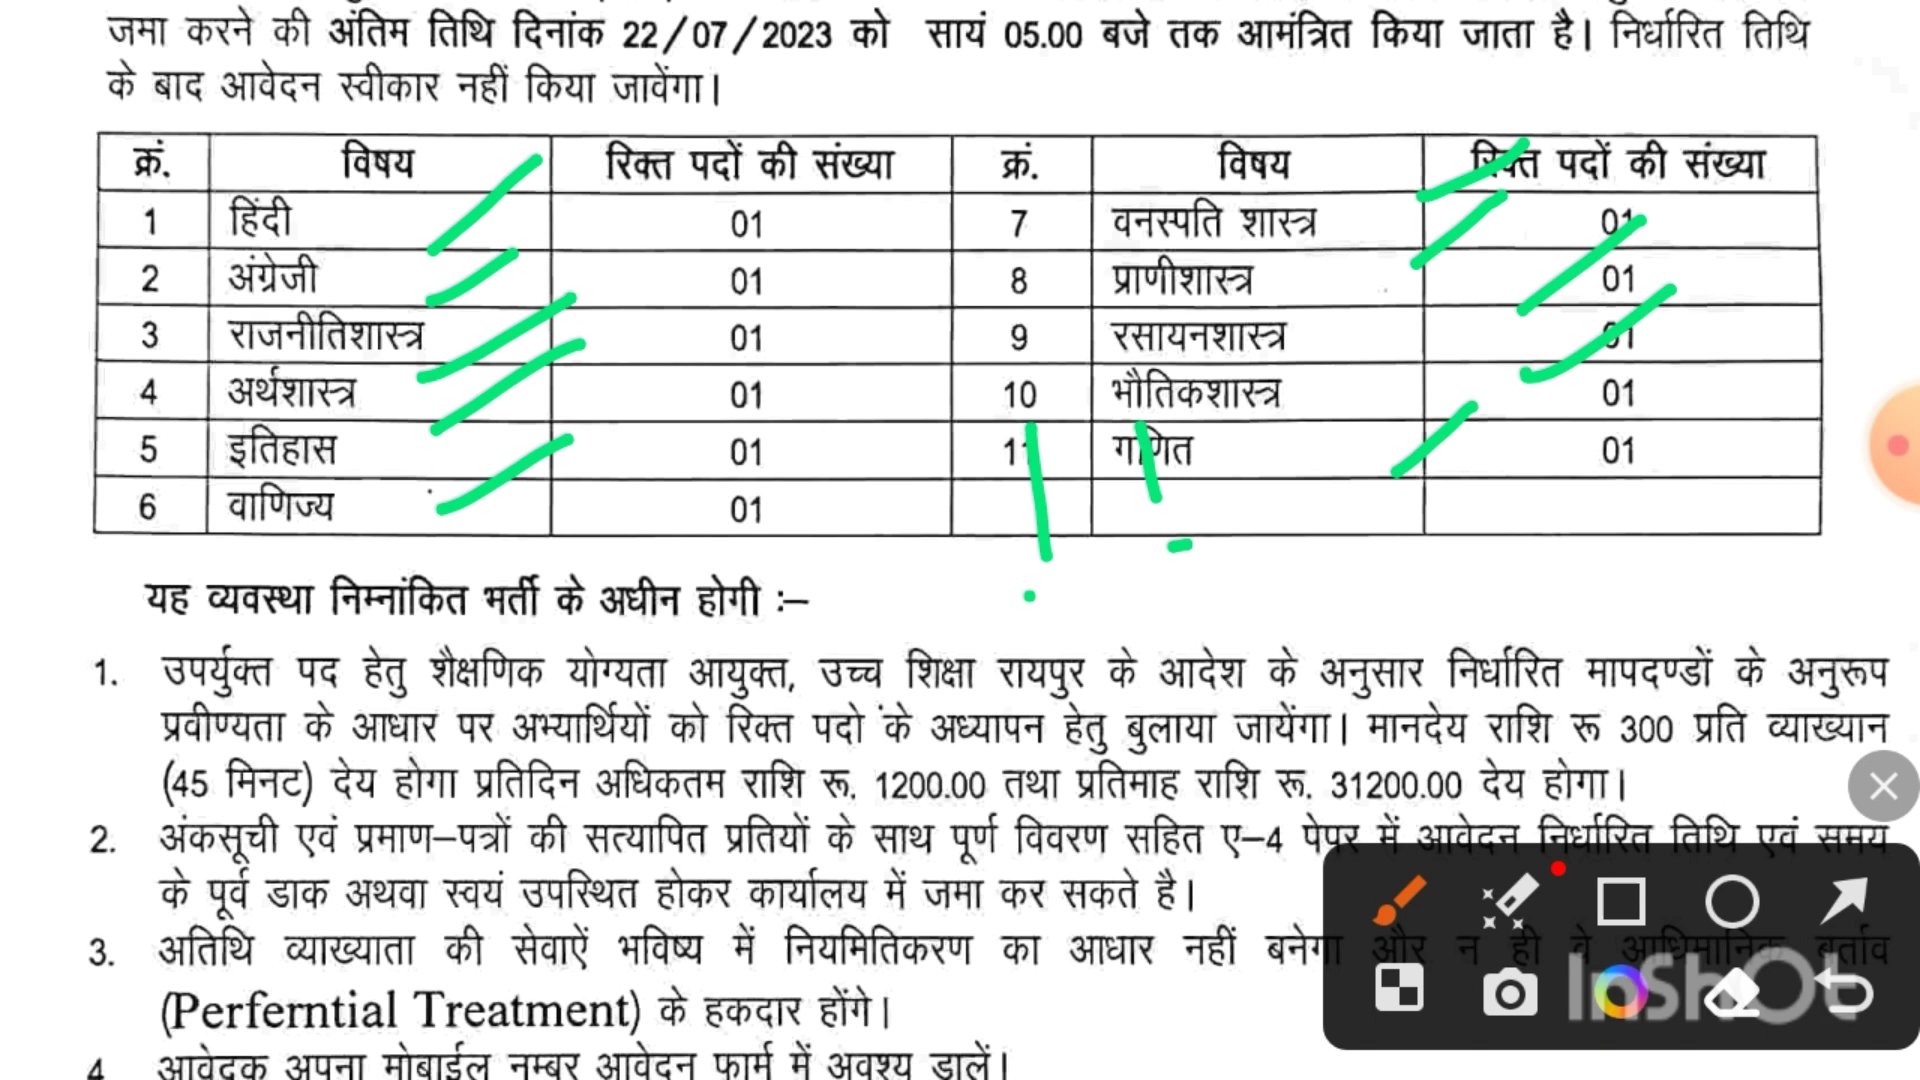 जमा करने की अंतिम तिथि दिनांक 22/07/2023 को सायं 05.00 बजे तक आमंत्रित किया जाता है। निर्धारित तिथि
के बाद आवेदन स्वीकार नहीं किया जावेंगा।
क्रं. विषय रिक्त पदों की संख्या क्रं. विषय रिक्त पदों की संख्या
1 हिंदी 01 7 वनस्पति शास्त्र 01
2 अंग्रेजी 01 8 प्राणीशास्त्र 01
3 राजनीतिशास्त्र 01 9 रसायनशास्त्र 01
4 अर्थशास्त्र 01 10 भौतिकशास्त्र 01
5 इतिहास 01 11 गणित 01
6 वाणिज्य 01
यह व्यवस्था निम्नांकित भर्ती के अधीन होगी :–
1. उपर्युक्त पद हेतु शैक्षणिक योग्यता आयुक्त, उच्च शिक्षा रायपुर के आदेश के अनुसार निर्धारित मापदण्डों के अनुरूप
प्रवीण्यता के आधार पर अभ्यार्थियों को रिक्त पदो के अध्यापन हेतु बुलाया जायेंगा। मानदेय राशि रू 300 प्रति व्याख्यान
(45 मिनट) देय होगा प्रतिदिन अधिकतम राशि रू. 1200.00 तथा प्रतिमाह राशि रू. 31200.00 देय होगा।
2. अंकसूची एवं प्रमाण–पत्रों की सत्यापित प्रतियों के साथ पूर्ण विवरण सहित ए–4 पेपर में आवेदन निर्धारित तिथि एवं समय
के पूर्व डाक अथवा स्वयं उपस्थित होकर कार्यालय में जमा कर सकते है।
3. अतिथि व्याख्याता की सेवाऐं भविष्य में नियमितिकरण का आधार नहीं बनेगा और न ही वे आधिमानिक बर्ताव
(Perferntial Treatment) के हकदार होंगे।
InShOt
4. आवेदक अपना मोबाईल नम्बर आवेदन फार्म में अवश्य डालें।